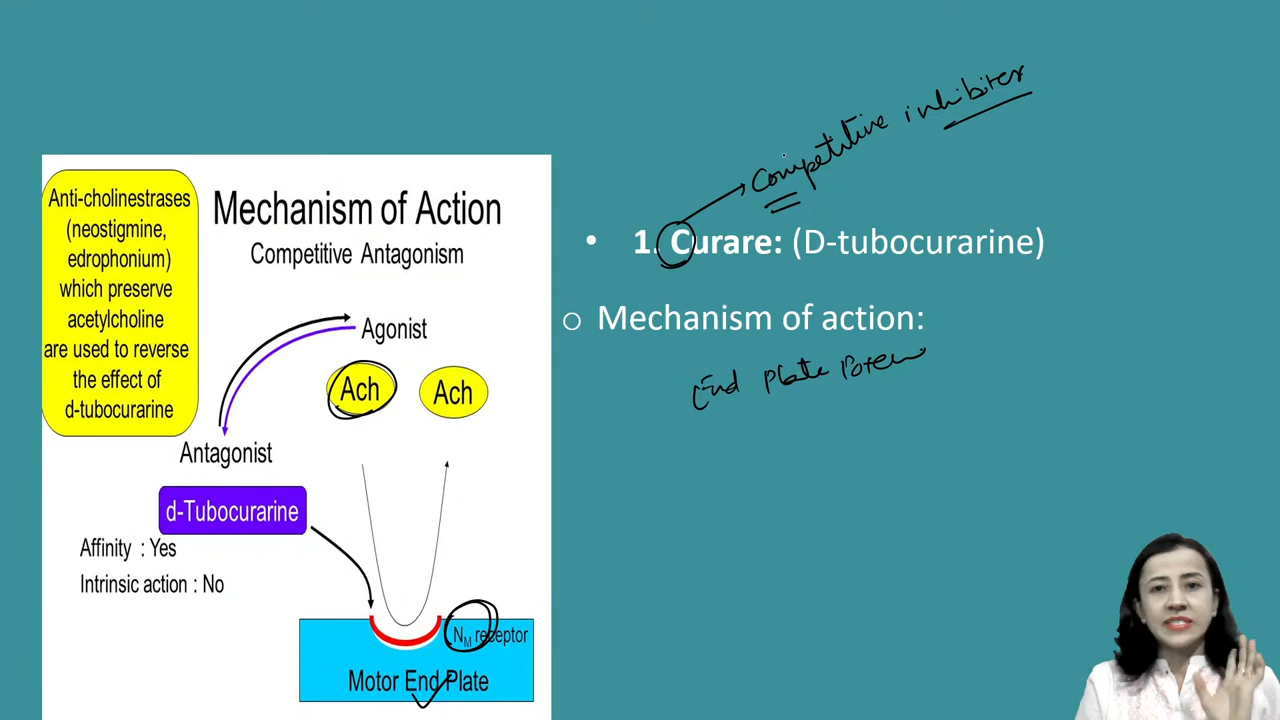 Anti-cholinestrases
(neostigmine,
edrophonium)
which preserve
acetylcholine
are used to reverse
the effect of
d-tubocurarine
Mechanism of Action
Competitive Antagonism
Agonist
Ach
Ach
Antagonist
d-Tubocurarine
Affinity : Yes
Intrinsic action : No
NM receptor
Motor End Plate
Competitive inhibiter
• 1. Curare: (D-tubocurarine)
o Mechanism of action:
End Plate